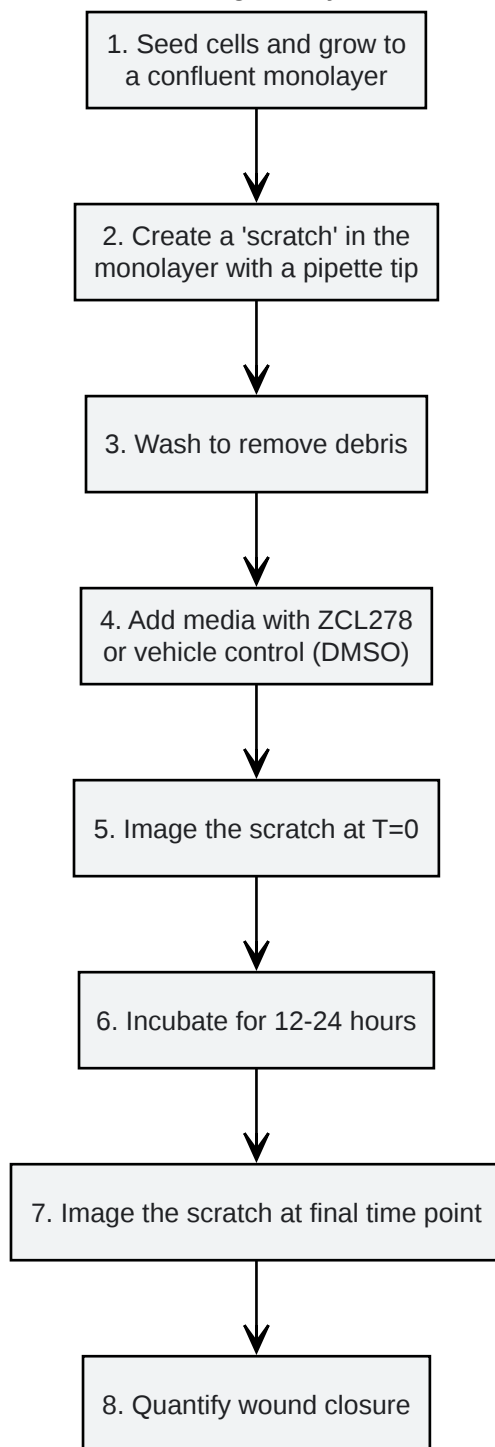 1. Seed cells and grow to
a confluent monolayer
2. Create a 'scratch' in the
monolayer with a pipette tip
3. Wash to remove debris
4. Add media with ZCL278
or vehicle control (DMSO)
5. Image the scratch at T=0
6. Incubate for 12-24 hours
7. Image the scratch at final time point
8. Quantify wound closure